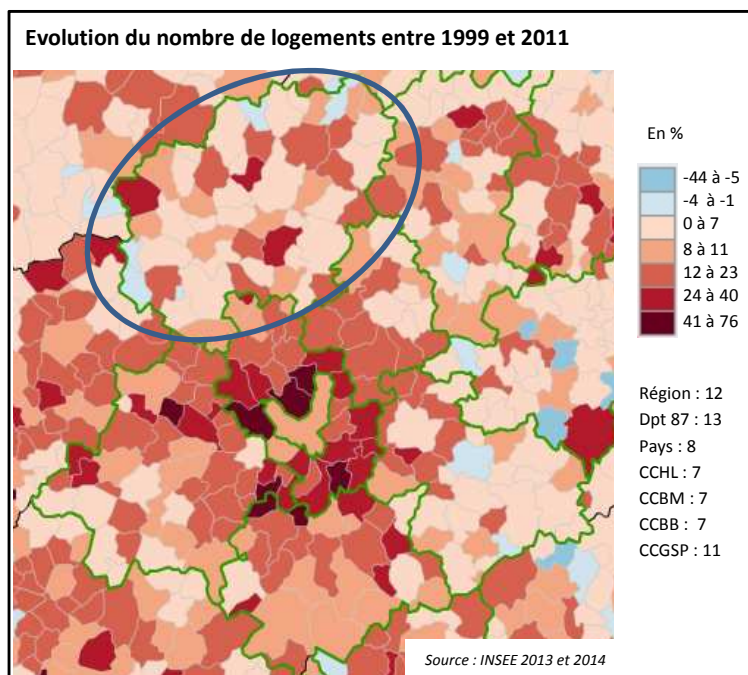 Evolution du nombre de logements entre 1999 et 2011
En %
-44 à -5
-4 à -1
0 à 7
8 à 11
12 à 23
24 à 40
41 à 76
Région : 12
Dpt 87 : 13
Pays : 8
CCHL : 7
CCBM : 7
CCBB : 7
CCGSP : 11
Source : INSEE 2013 et 2014